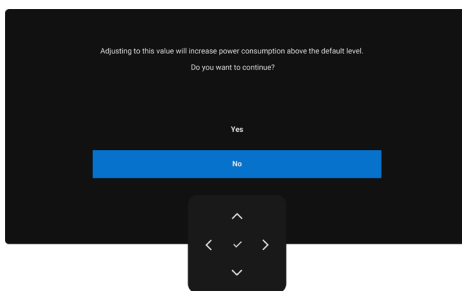 Adjusting to this value will increase power consumption above the default level.
Do you want to continue?
Yes
No